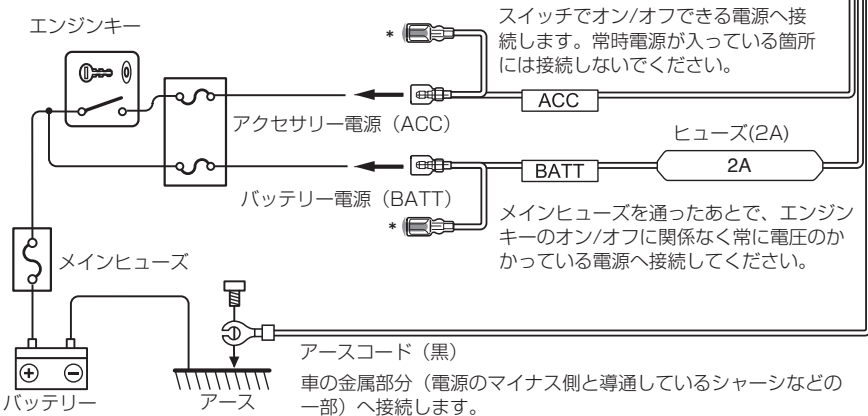 スイッチでオン/オフできる電源へ接
続します。常時電源が入っている箇所
には接続しないでください。
エンジンキー
*
ACC
アクセサリー電源（ACC）
ヒューズ(2A)
BATT
2A
バッテリー電源（BATT）
*
メインヒューズを通ったあとで、エンジン
キーのオン/オフに関係なく常に電圧のか
かっている電源へ接続してください。
メインヒューズ
アースコード（黒）
車の金属部分（電源のマイナス側と導通しているシャーシなどの
一部）へ接続します。
+
−
バッテリー
アース